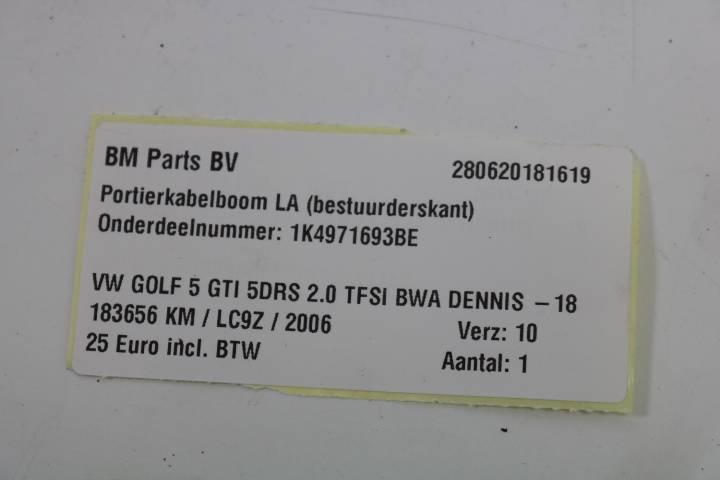 BM Parts BV 280620181619
Portierkabelboom LA (bestuurderskant)
Onderdeelnummer: 1K4971693BE
VW GOLF 5 GTI 5DRS 2.0 TFSI BWA DENNIS - 18
183656 KM / LC9Z / 2006 Verz: 10
25 Euro incl. BTW Aantal: 1